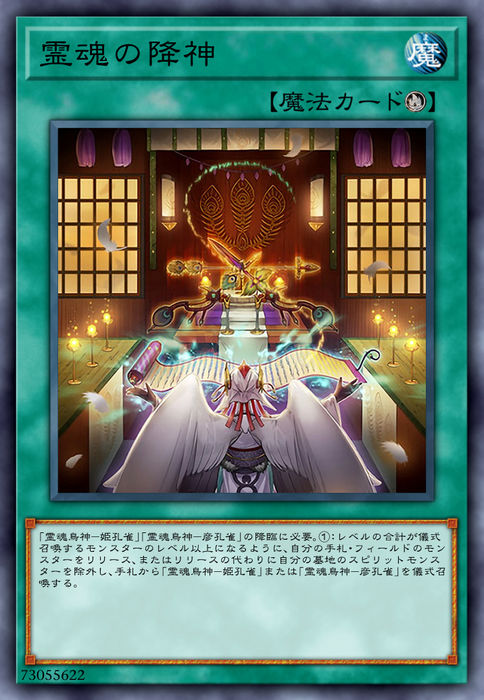 霊魂の降神
魔
【魔法カード】
「霊魂鳥神－姫孔雀」「霊魂鳥神－彦孔雀」の降臨に必要。①：レベルの合計が儀式
召喚するモンスターのレベル以上になるように、自分の手札・フィールドのモン
スターをリリース、またはリリースの代わりに自分の墓地のスピリットモンス
ターを除外し、手札から「霊魂鳥神－姫孔雀」または「霊魂鳥神－彦孔雀」を儀式召
喚する。
73055622